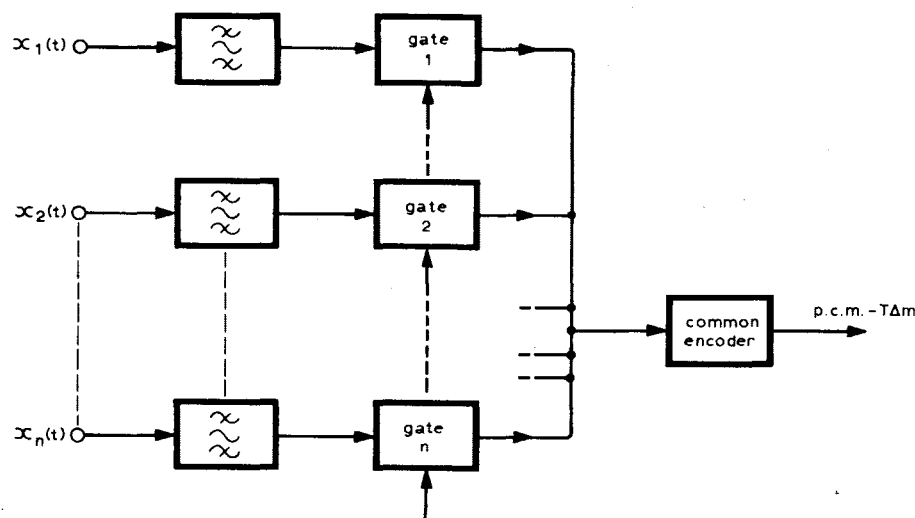 x₁(t)
gate
1
x₂(t)
gate
2
common
encoder
p.c.m.-TΔm
xₙ(t)
gate
n